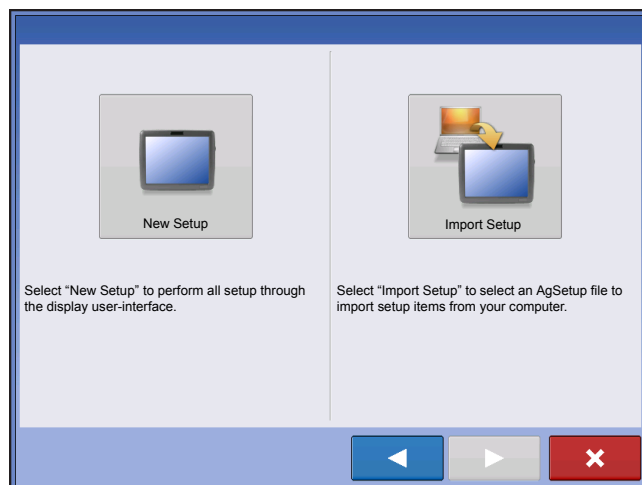 New Setup
Select “New Setup” to perform all setup through
the display user-interface.
Import Setup
Select “Import Setup” to select an AgSetup file to
import setup items from your computer.